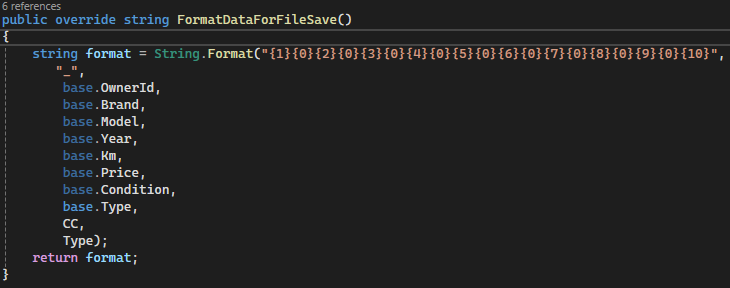 6 references
public override string FormatDataForFileSave()
{
string format = String.Format("{1}{0}{2}{0}{3}{0}{4}{0}{5}{0}{6}{0}{7}{0}{8}{0}{9}{0}{10}",
"_",
base.OwnerId,
base.Brand,
base.Model,
base.Year,
base.Km,
base.Price,
base.Condition,
base.Type,
CC,
Type);
return format;
}